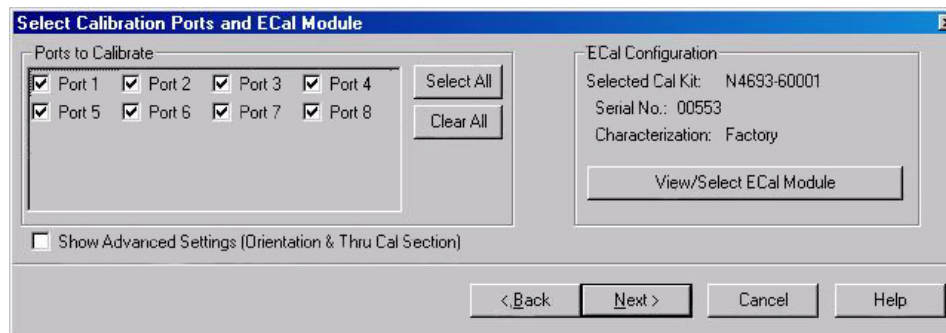 Select Calibration Ports and ECal Module
Ports to Calibrate
Port 1 Port 2 Port 3 Port 4
Port 5 Port 6 Port 7 Port 8
Select All
Clear All
Show Advanced Settings (Orientation & Thru Cal Section)
ECal Configuration
Selected Cal Kit: N4693-60001
Serial No.: 00553
Characterization: Factory
View/Select ECal Module
< Back
Next >
Cancel
Help